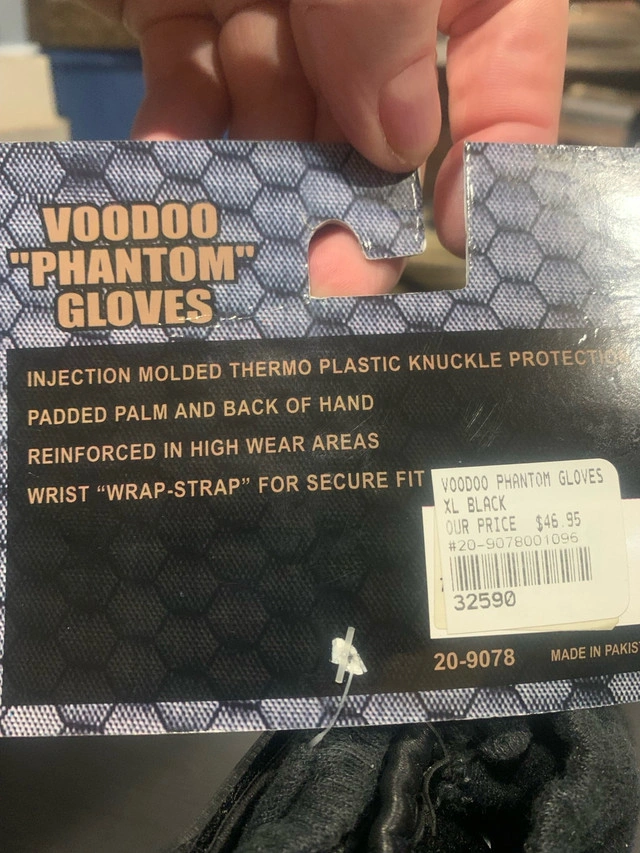 VOODOO
"PHANTOM"
GLOVES
INJECTION MOLDED THERMO PLASTIC KNUCKLE PROTECTIO
PADDED PALM AND BACK OF HAND
REINFORCED IN HIGH WEAR AREAS
WRIST “WRAP-STRAP” FOR SECURE FIT
VOODOO PHANTOM GLOVES
XL BLACK
OUR PRICE $46.95
#20-9078001096
32590
20-9078 MADE IN PAKIS